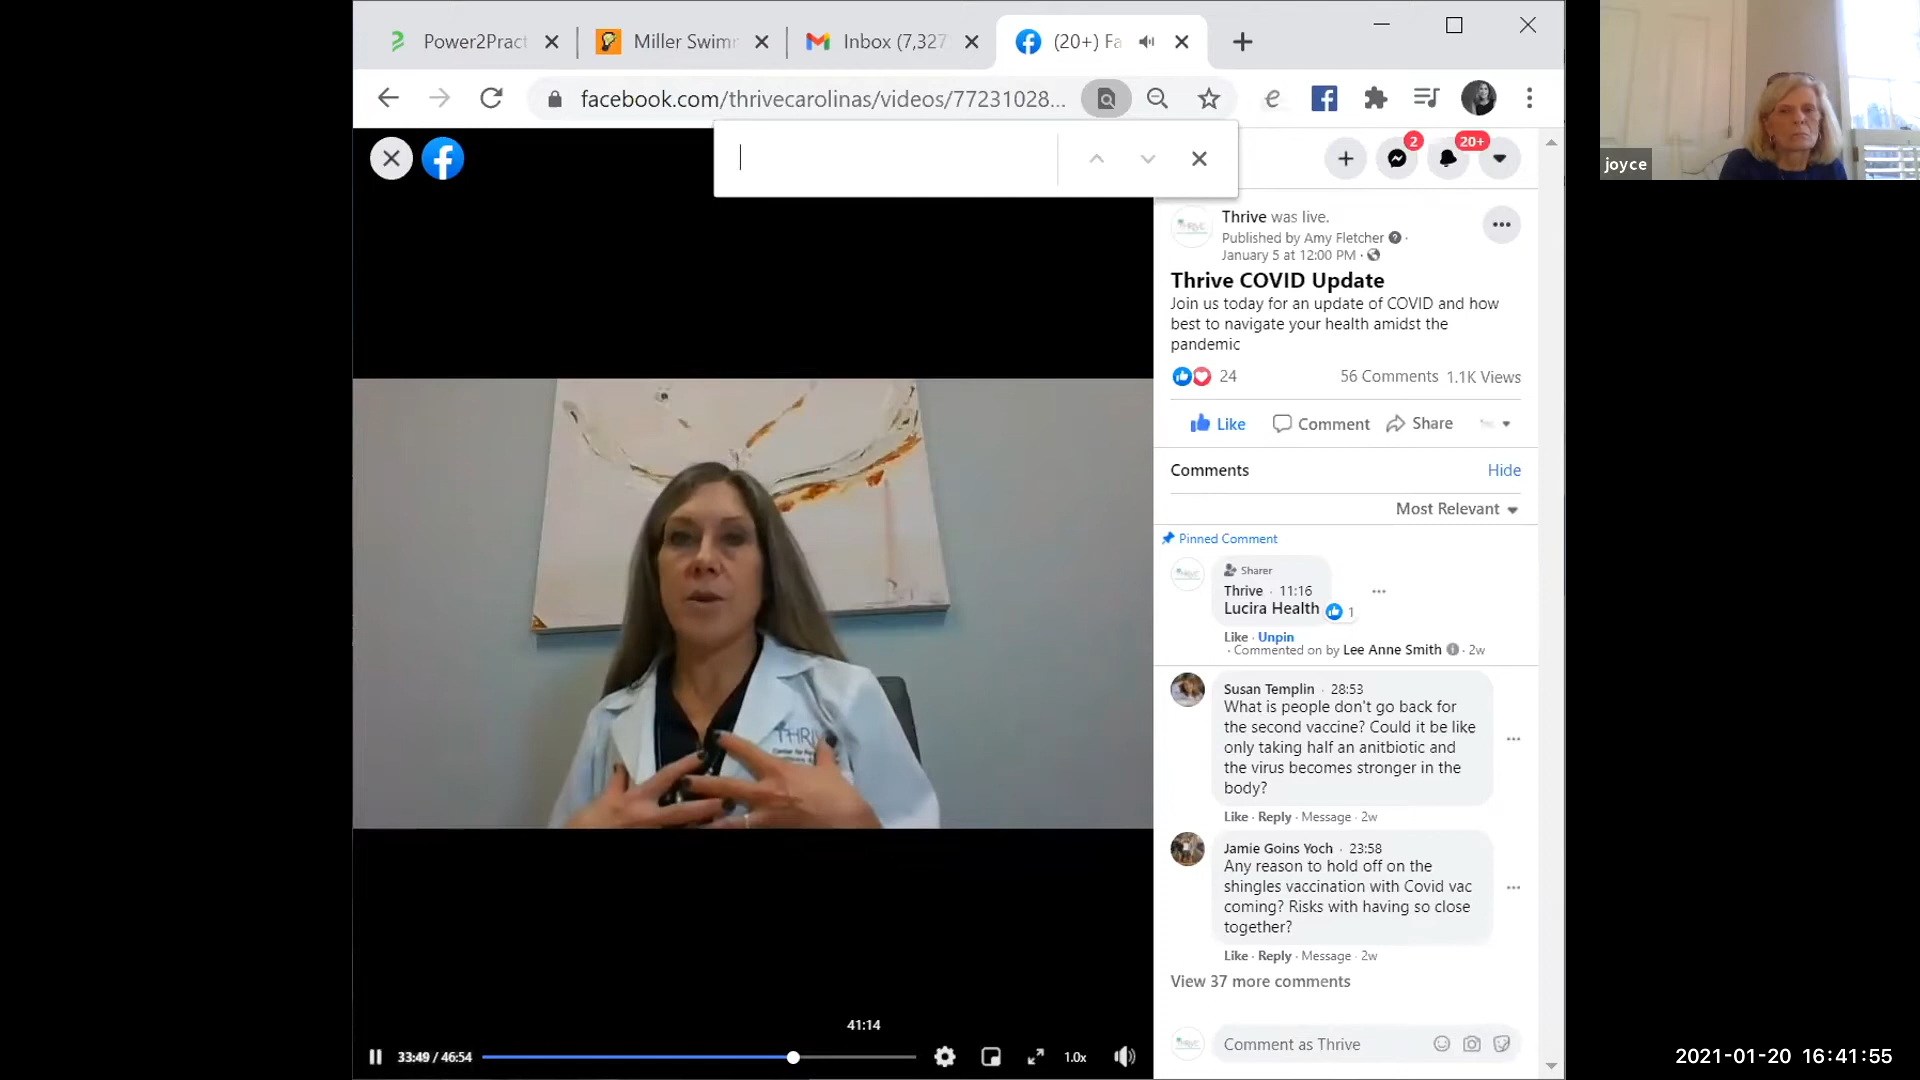 Power2Pract
Miller Swim
Inbox (7,327
(20+) Fa
facebook.com/thrivecarolinas/videos/77231028...
2
20+
Thrive was live.
Published by Amy Fletcher ·
January 5 at 12:00 PM ·
Thrive COVID Update
Join us today for an update of COVID and how
best to navigate your health amidst the
pandemic
24
56 Comments 1.1K Views
Like
Comment
Share
Comments
Hide
Most Relevant
Pinned Comment
Sharer
Thrive · 11:16
Lucira Health
1
Like · Unpin
· Commented on by Lee Anne Smith · 2w
Susan Templin · 28:53
What is people don't go back for
the second vaccine? Could it be like
only taking half an anitbiotic and
the virus becomes stronger in the
body?
Like · Reply · Message · 2w
Jamie Goins Yoch · 23:58
Any reason to hold off on the
shingles vaccination with Covid vac
coming? Risks with having so close
together?
Like · Reply · Message · 2w
View 37 more comments
Comment as Thrive
THRIV
Center for
41:14
33:49 / 46:54
1.0x
joyce
2021-01-20 16:41:55